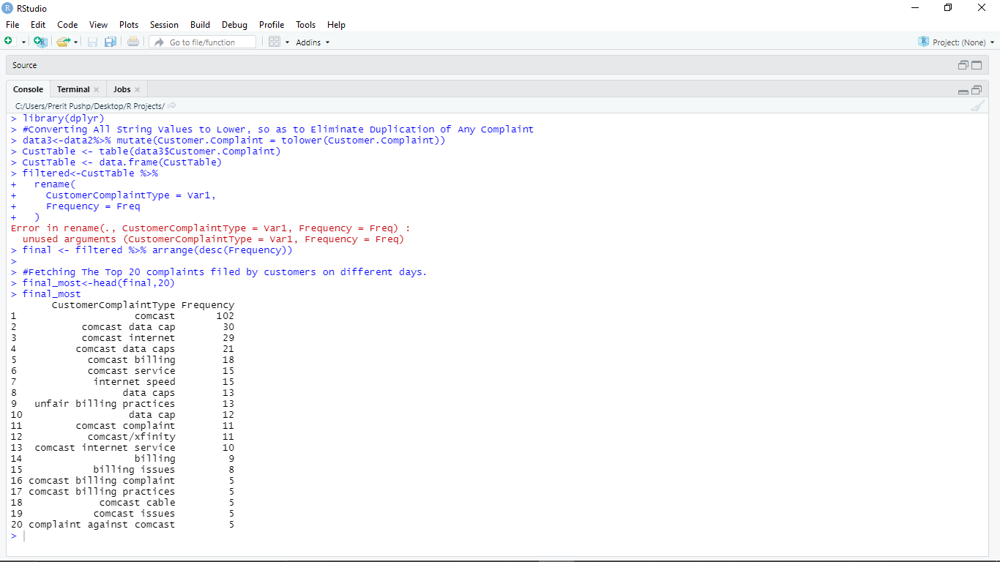 RStudio
File Edit Code View Plots Session Build Debug Profile Tools Help
Go to file/function Addins Project: (None)
Source
Console Terminal Jobs
C:/Users/Prerit Pushp/Desktop/R Projects/
> library(dplyr)
> #Converting All String Values to Lower, so as to Eliminate Duplication of Any Complaint
> data3<-data2%>% mutate(Customer.Complaint = tolower(Customer.Complaint))
> CustTable <- table(data3$Customer.Complaint)
> CustTable <- data.frame(CustTable)
> filtered<-CustTable %>%
+   rename(
+     CustomerComplaintType = Var1,
+     Frequency = Freq
+   )
Error in rename(., CustomerComplaintType = Var1, Frequency = Freq) :
  unused arguments (CustomerComplaintType = Var1, Frequency = Freq)
> final <- filtered %>% arrange(desc(Frequency))
>
> #Fetching The Top 20 complaints filed by customers on different days.
> final_most<-head(final,20)
> final_most
CustomerComplaintType Frequency
1 comcast 102
2 comcast data cap 30
3 comcast internet 29
4 comcast data caps 21
5 comcast billing 18
6 comcast service 15
7 internet speed 15
8 data caps 13
9 unfair billing practices 13
10 data cap 12
11 comcast complaint 11
12 comcast/xfinity 11
13 comcast internet service 10
14 billing 9
15 billing issues 8
16 comcast billing complaint 5
17 comcast billing practices 5
18 comcast cable 5
19 comcast issues 5
20 complaint against comcast 5
>